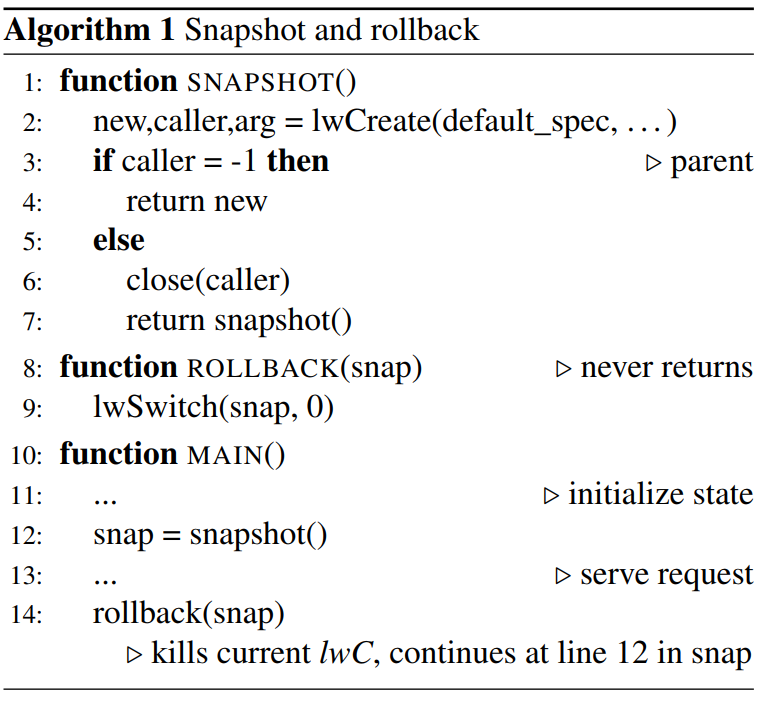 Algorithm 1 Snapshot and rollback
1: function SNAPSHOT()
2: new,caller,arg = lwCreate(default_spec, ...)
3: if caller = -1 then ▷ parent
4: return new
5: else
6: close(caller)
7: return snapshot()
8: function ROLLBACK(snap) ▷ never returns
9: lwSwitch(snap, 0)
10: function MAIN()
11: ... ▷ initialize state
12: snap = snapshot()
13: ... ▷ serve request
14: rollback(snap)
▷ kills current lwC, continues at line 12 in snap